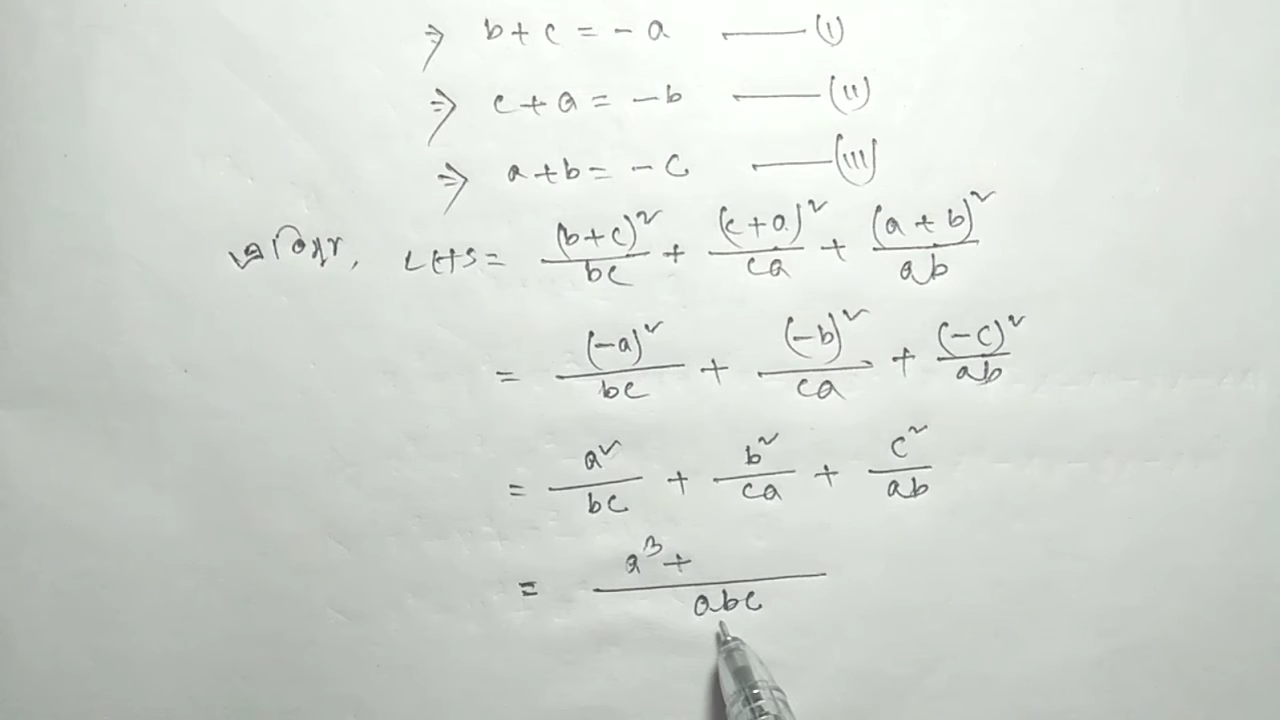 ⇒ b + c = - a —— (I)
⇒ c + a = - b —— (II)
⇒ a + b = - c —— (III)
LHS = (b+c)²/bc + (c+a)²/ca + (a+b)²/ab
= (-a)²/bc + (-b)²/ca + (-c)²/ab
= a²/bc + b²/ca + c²/ab
= a³ + /abc